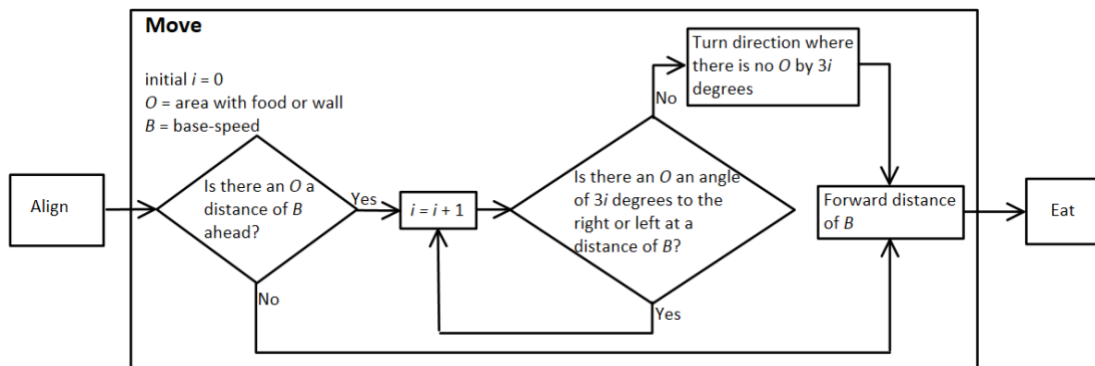 Move
initial i = 0
O = area with food or wall
B = base-speed
Align
Is there an O a
distance of B
ahead?
Yes
No
i = i + 1
Is there an O an angle
of 3i degrees to the
right or left at a
distance of B?
No
Yes
Turn direction where
there is no O by 3i
degrees
Forward distance
of B
Eat